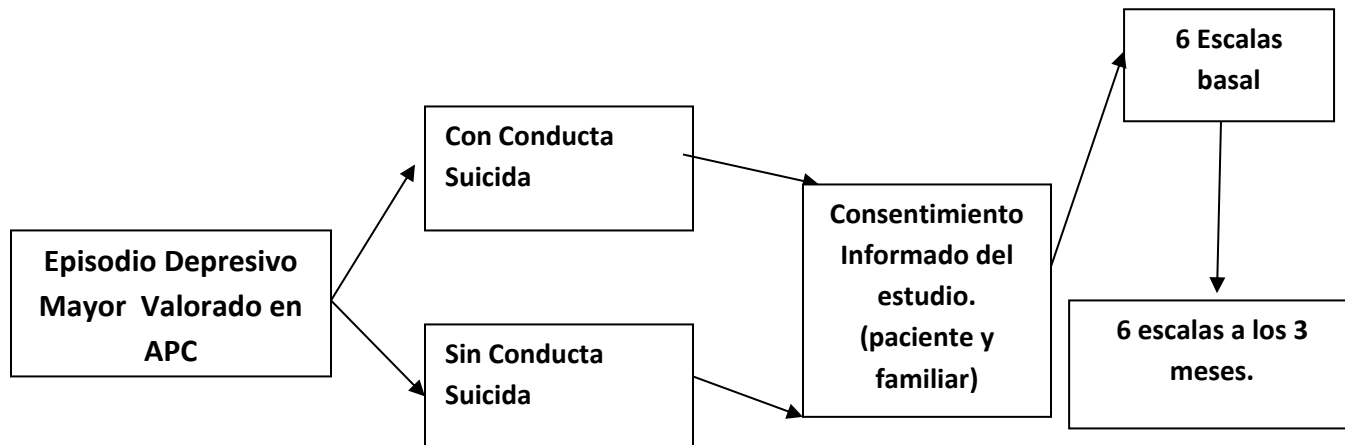 Episodio Depresivo
Mayor Valorado en
APC
Con Conducta
Suicida
Sin Conducta
Suicida
Consentimiento
Informado del
estudio.
(paciente y
familiar)
6 Escalas
basal
6 escalas a los 3
meses.